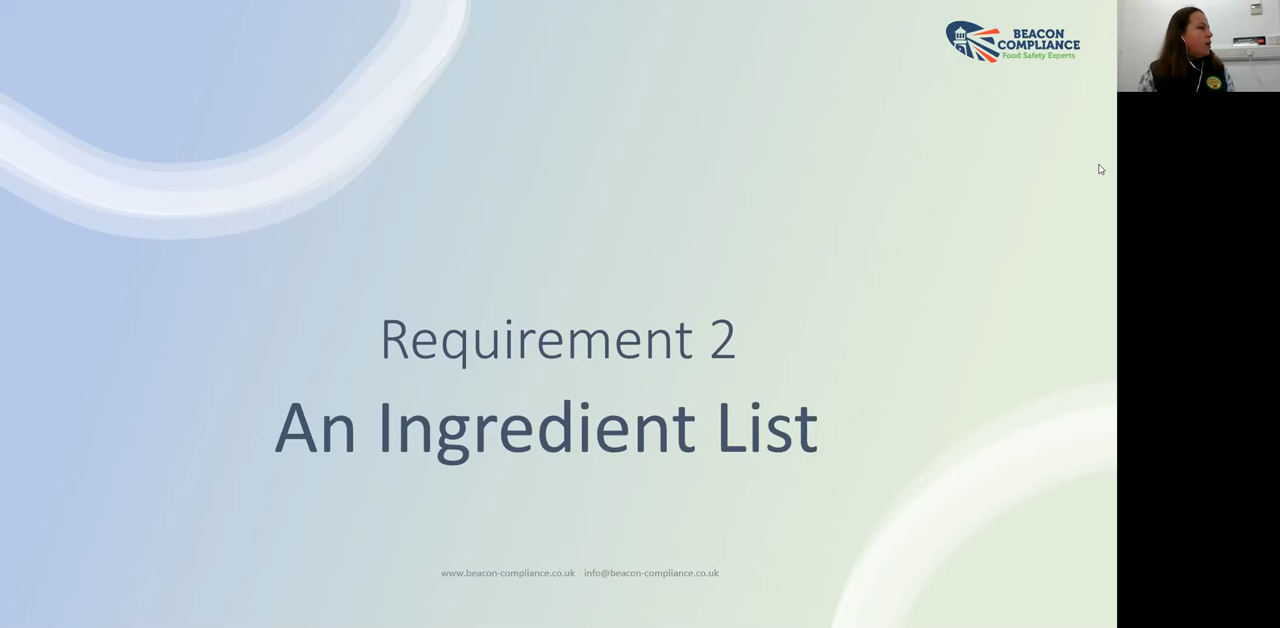 BEACON
COMPLIANCE
Food Safety Experts
Requirement 2
An Ingredient List
www.beacon-compliance.co.uk info@beacon-compliance.co.uk